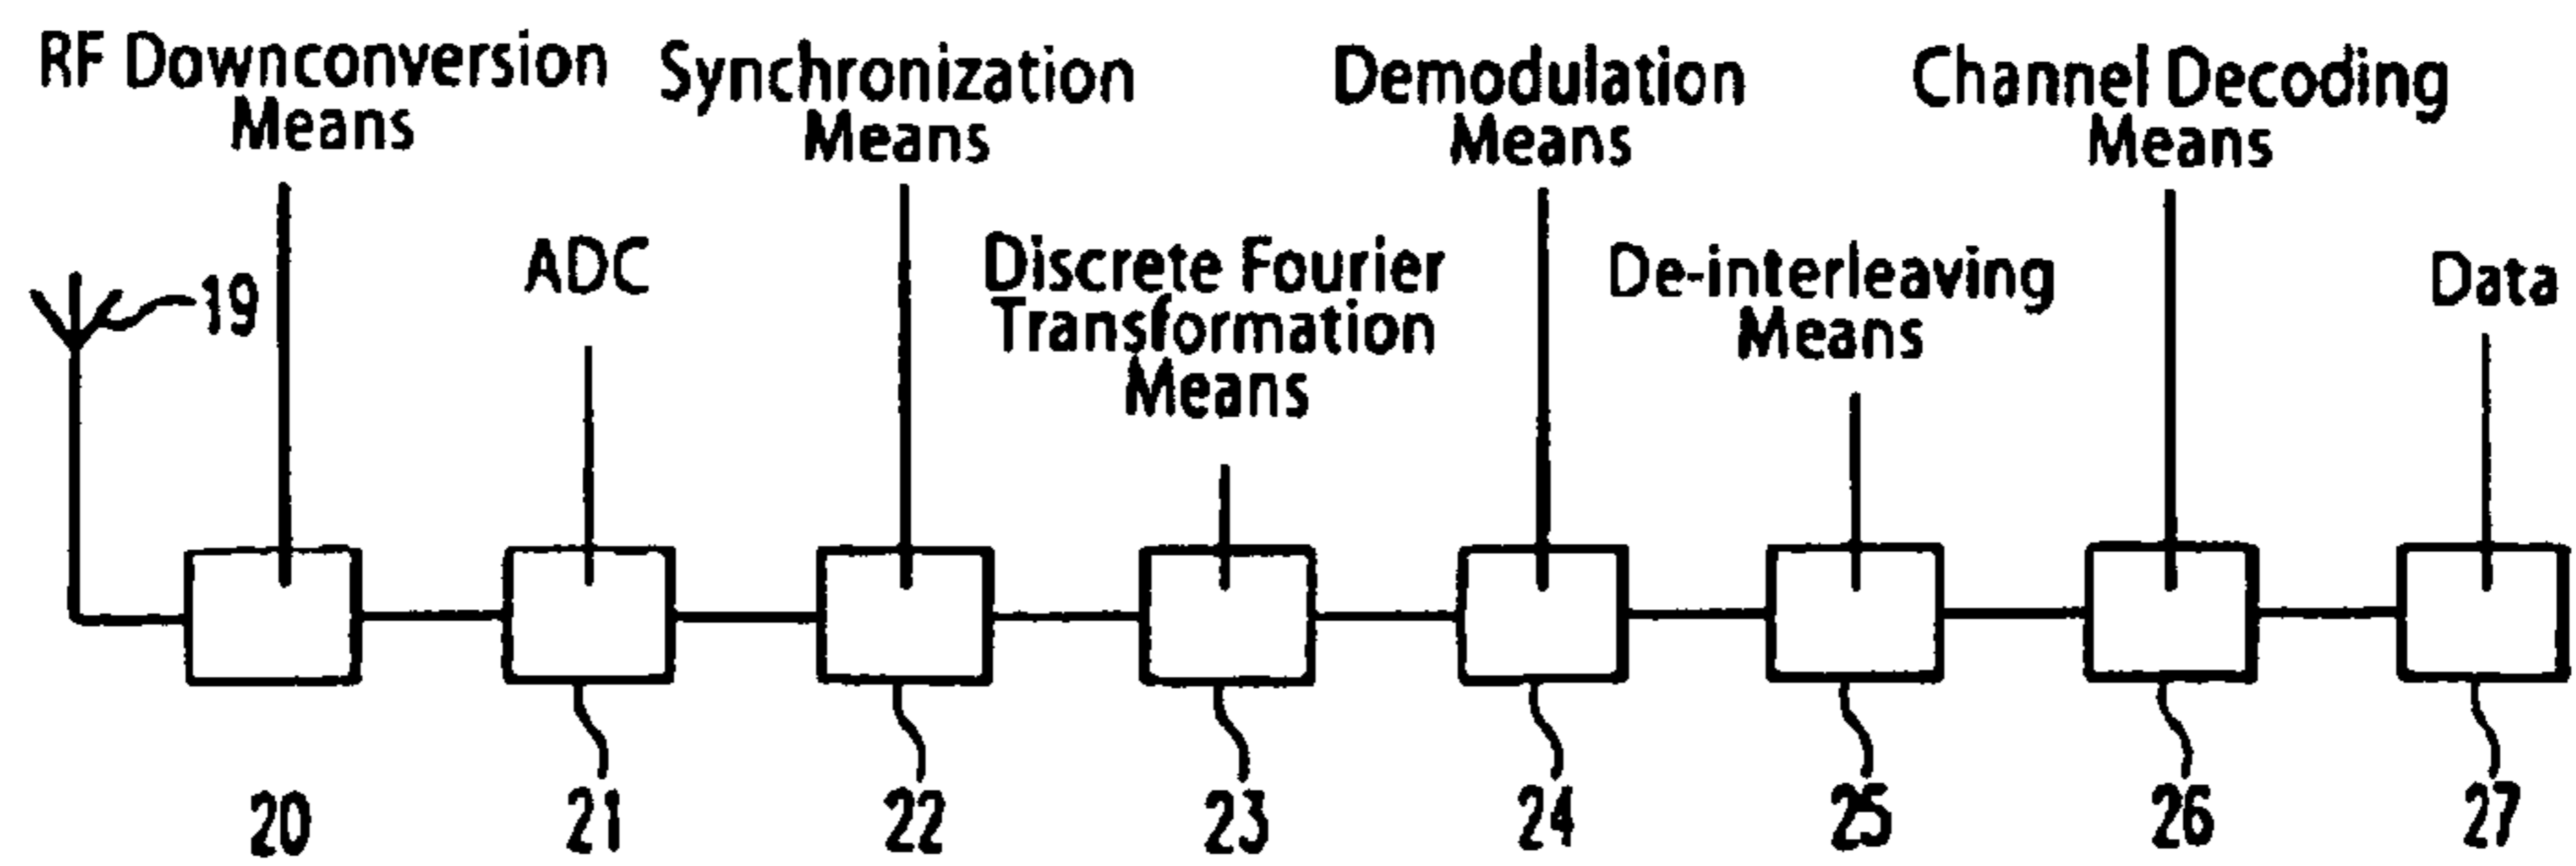 RF Downconversion
Means
Synchronization
Means
Demodulation
Means
Channel Decoding
Means
19
ADC
Discrete Fourier
Transformation
Means
De-interleaving
Means
Data
20
21
22
23
24
25
26
27